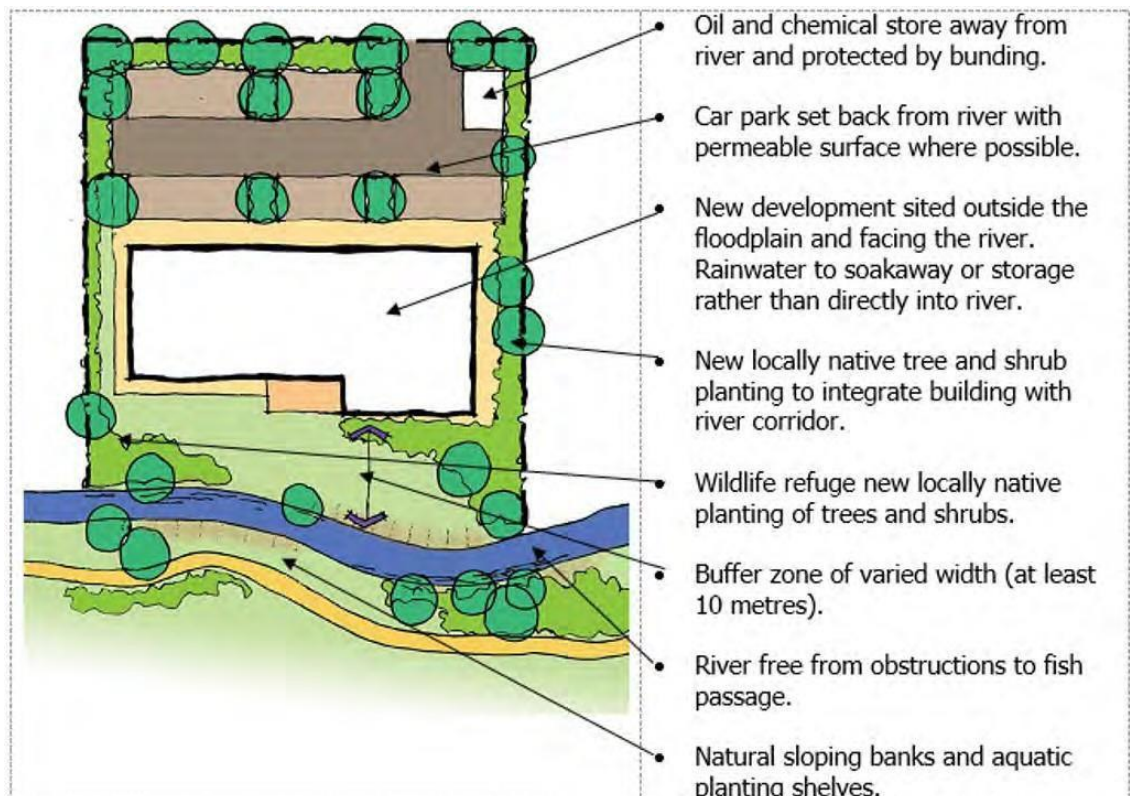 • Oil and chemical store away from
river and protected by bunding.
• Car park set back from river with
permeable surface where possible.
• New development sited outside the
floodplain and facing the river.
Rainwater to soakaway or storage
rather than directly into river.
• New locally native tree and shrub
planting to integrate building with
river corridor.
• Wildlife refuge new locally native
planting of trees and shrubs.
• Buffer zone of varied width (at least
10 metres).
• River free from obstructions to fish
passage.
• Natural sloping banks and aquatic
planting shelves.